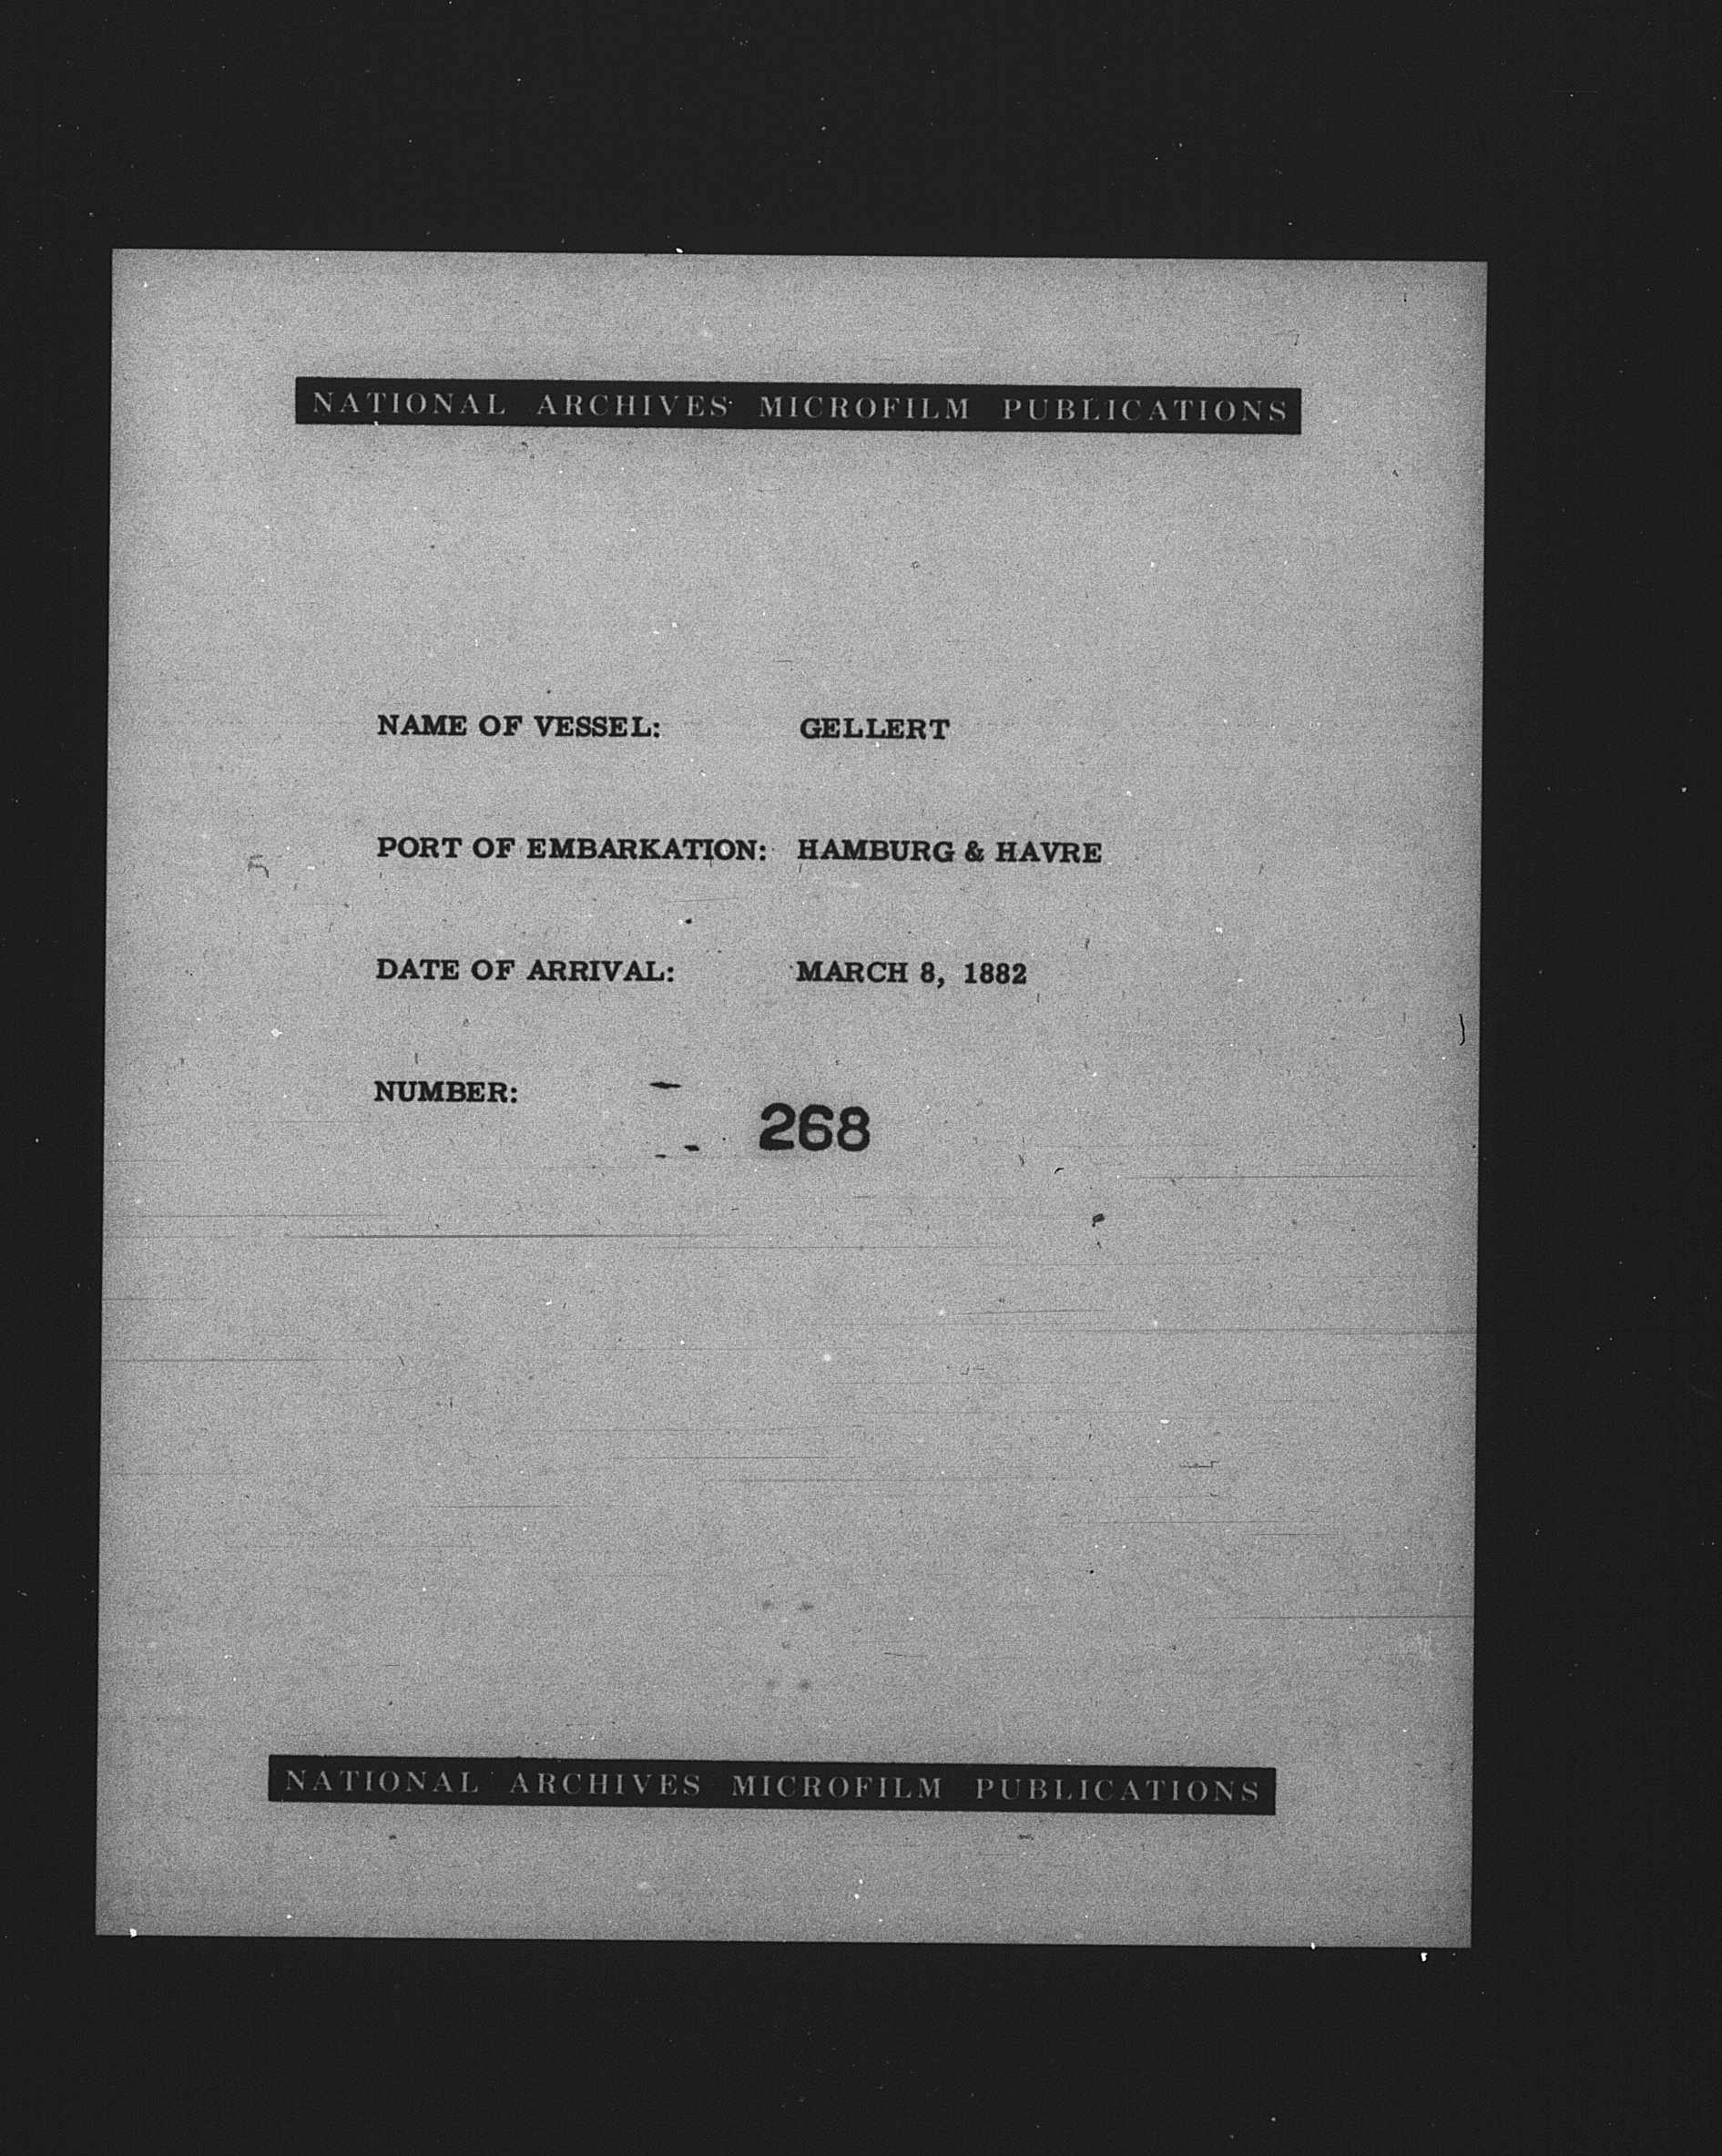 NATIONAL ARCHIVES MICROFILM PUBLICATIONS
NAME OF VESSEL: GELLERT
PORT OF EMBARKATION: HAMBURG & HAVRE
DATE OF ARRIVAL: MARCH 8, 1882
NUMBER:
268
NATIONAL ARCHIVES MICROFILM PUBLICATIONS